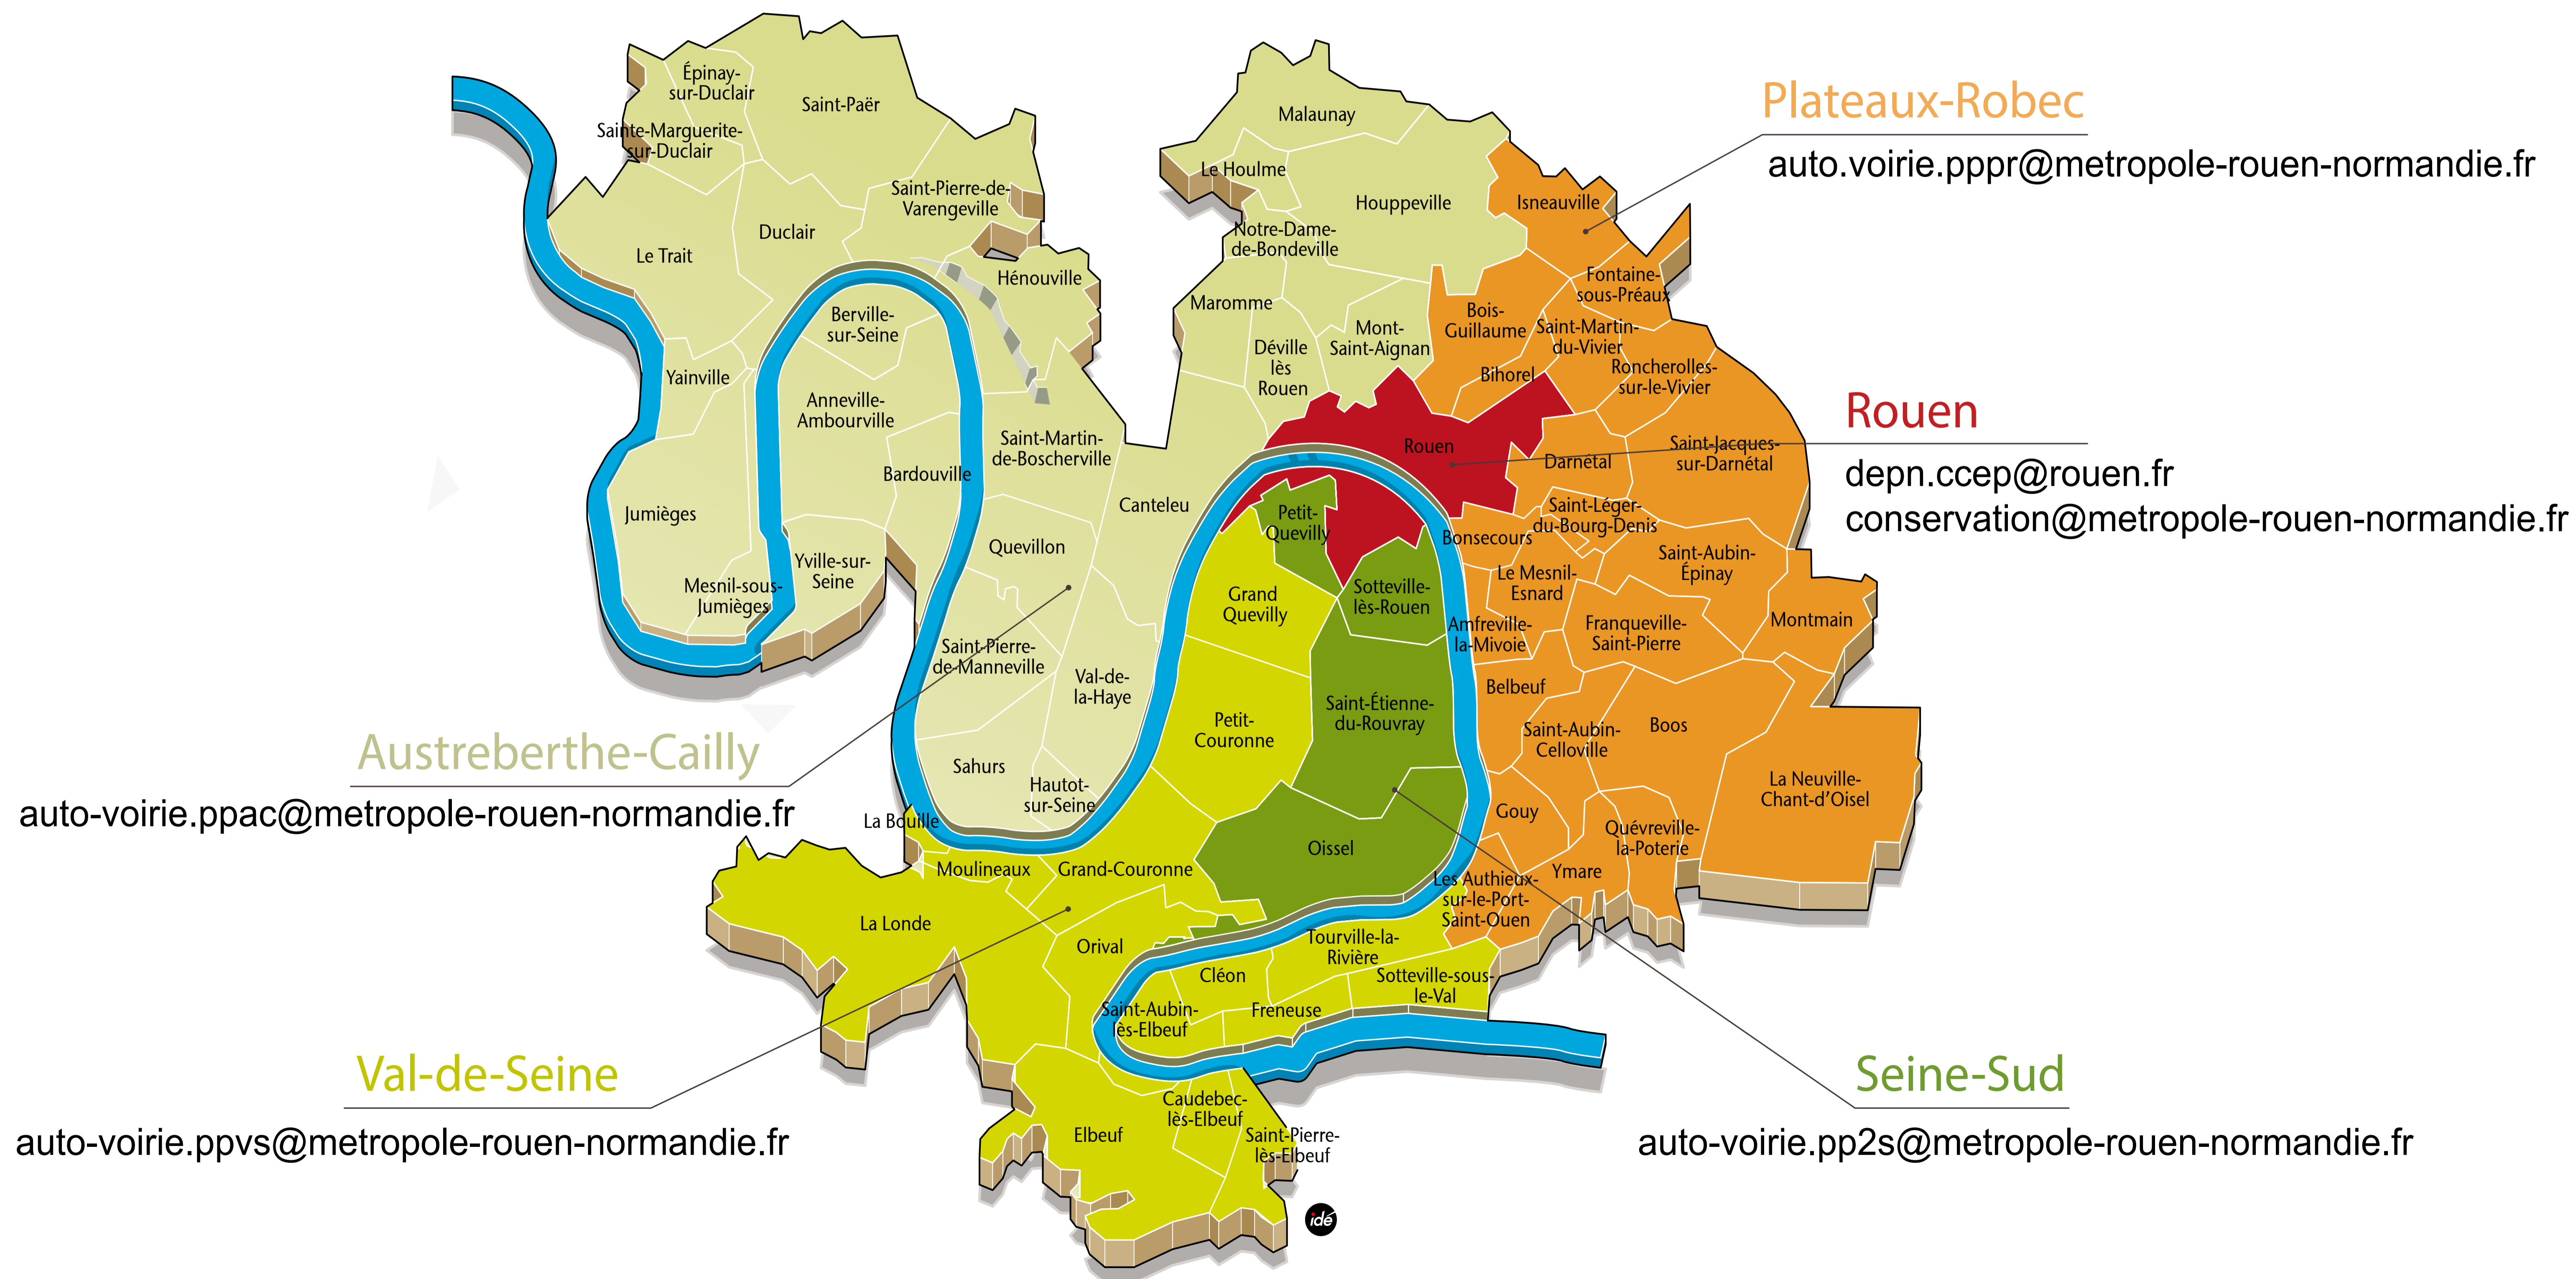 Épinay-
sur-Duclair
Saint-Paër
Sainte-Marguerite-
sur-Duclair
Saint-Pierre-de-
Varengeville
Duclair
Le Trait
Hénouville
Berville-
sur-Seine
Yainville
Anneville-
Ambourville
Bardouville
Saint-Martin-
de-Boscherville
Canteleu
Jumièges
Quevillon
Yville-sur-
Seine
Mesnil-sous-
Jumièges
Saint-Pierre-
de-Manneville
Val-de-
la-Haye
Sahurs
Hautot-
sur-Seine
Malaunay
Le Houlme
Houppeville
Notre-Dame-
de-Bondeville
Maromme
Déville
lès
Rouen
Mont-
Saint-Aignan
Isneauville
Fontaine-
sous-Préaux
Bois-
Guillaume
Saint-Martin-
du-Vivier
Bihorel
Roncherolles-
sur-le-Vivier
Rouen
Darnétal
Saint-Jacques-
sur-Darnétal
Saint-Léger-
du-Bourg-Denis
Bonsecours
Saint-Aubin-
Épinay
Le Mesnil-
Esnard
Amfreville-
la-Mivoie
Franqueville-
Saint-Pierre
Montmain
Belbeuf
Saint-Aubin-
Celloville
Boos
La Neuville-
Chant-d'Oisel
Gouy
Quévreville-
la-Poterie
Ymare
Les Authieux-
sur-le-Port-
Saint-Ouen
Petit-
Quevilly
Grand
Quevilly
Sotteville-
lès-Rouen
Petit-
Couronne
Saint-Étienne-
du-Rouvray
Oissel
La Bouille
Moulineaux
Grand-Couronne
La Londe
Orival
Tourville-la-
Rivière
Cléon
Sotteville-sous-
le-Val
Freneuse
Saint-Aubin-
lès-Elbeuf
Caudebec-
lès-Elbeuf
Elbeuf
Saint-Pierre-
lès-Elbeuf
Plateaux-Robec
auto.voirie.pppr@metropole-rouen-normandie.fr
Rouen
depn.ccep@rouen.fr
conservation@metropole-rouen-normandie.fr
Austreberthe-Cailly
auto-voirie.ppac@metropole-rouen-normandie.fr
Val-de-Seine
auto-voirie.ppvs@metropole-rouen-normandie.fr
Seine-Sud
auto-voirie.pp2s@metropole-rouen-normandie.fr
idé